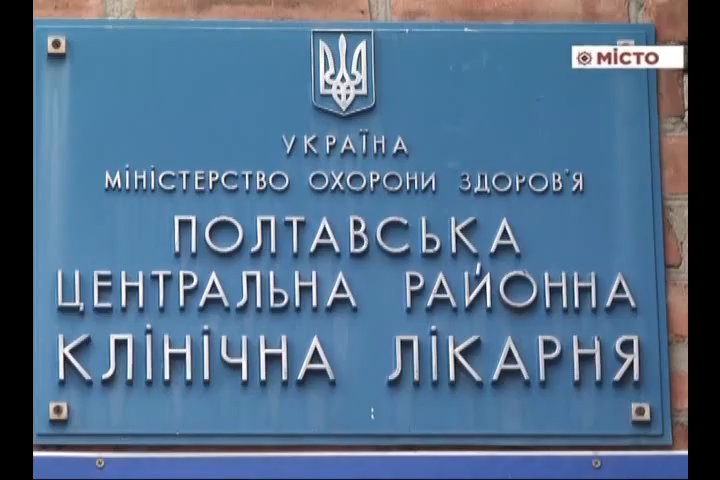 МІСТО
УКРАЇНА
МІНІСТЕРСТВО ОХОРОНИ ЗДОРОВ'Я
ПОЛТАВСЬКА
ЦЕНТРАЛЬНА РАЙОННА
КЛІНІЧНА ЛІКАРНЯ